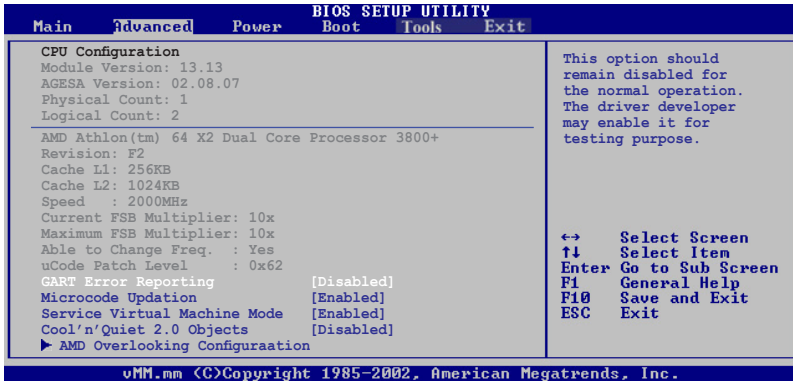 BIOS SETUP UTILITY
Main Advanced Power Boot Tools Exit
CPU Configuration
Module Version: 13.13
AGESA Version: 02.08.07
Physical Count: 1
Logical Count: 2
AMD Athlon(tm) 64 X2 Dual Core Processor 3800+
Revision: F2
Cache L1: 256KB
Cache L2: 1024KB
Speed : 2000MHz
Current FSB Multiplier: 10x
Maximum FSB Multiplier: 10x
Able to Change Freq. : Yes
uCode Patch Level : 0x62
GART Error Reporting [Disabled]
Microcode Updation [Enabled]
Service Virtual Machine Mode [Enabled]
Cool'n'Quiet 2.0 Objects [Disabled]
► AMD Overlooking Configuraation
This option should
remain disabled for
the normal operation.
The driver developer
may enable it for
testing purpose.
←→ Select Screen
↑↓ Select Item
Enter Go to Sub Screen
F1 General Help
F10 Save and Exit
ESC Exit
vMM.mm (C)Copyright 1985-2002, American Megatrends, Inc.